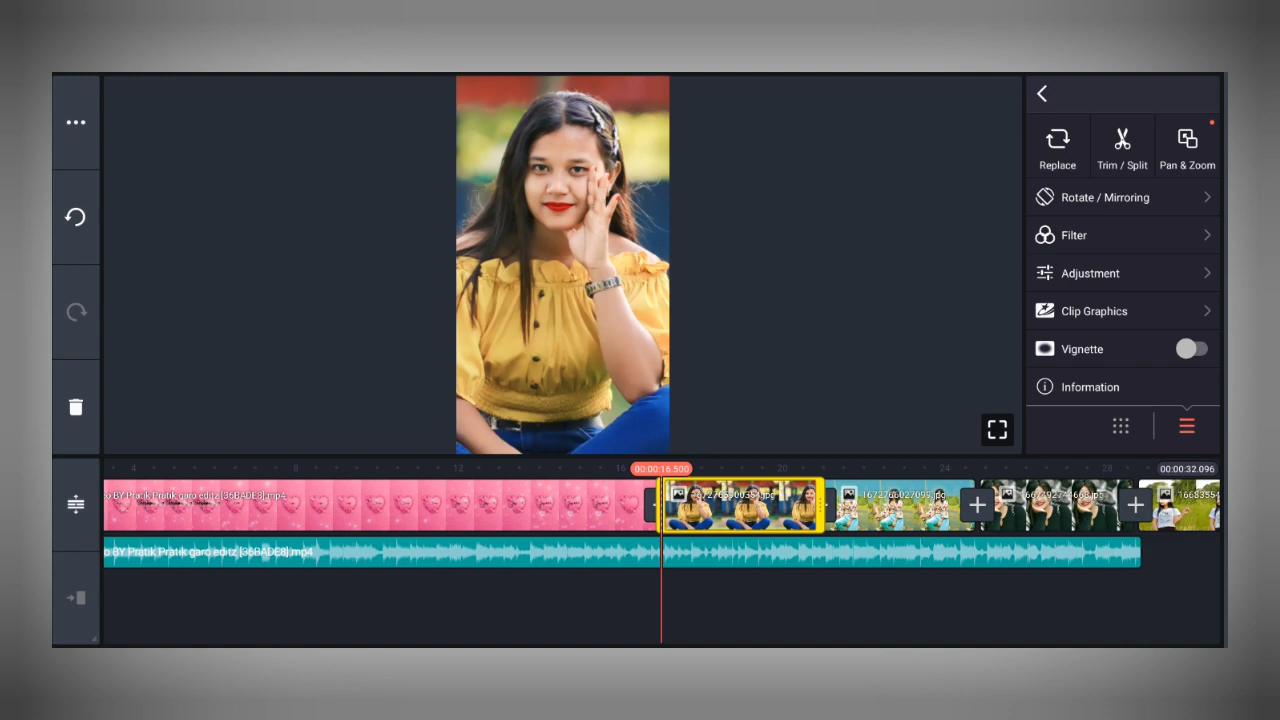 Replace
Trim / Split
Pan & Zoom
Rotate / Mirroring
Filter
Adjustment
Clip Graphics
Vignette
Information
4 8 12 16 00:00:16.500 20 24 28 00:00:32.096
BY Pratik Pratik garo editz [36BADE8].mp4
1672766027099.jpg
BY Pratik Pratik garo editz [36BADE8].mp4